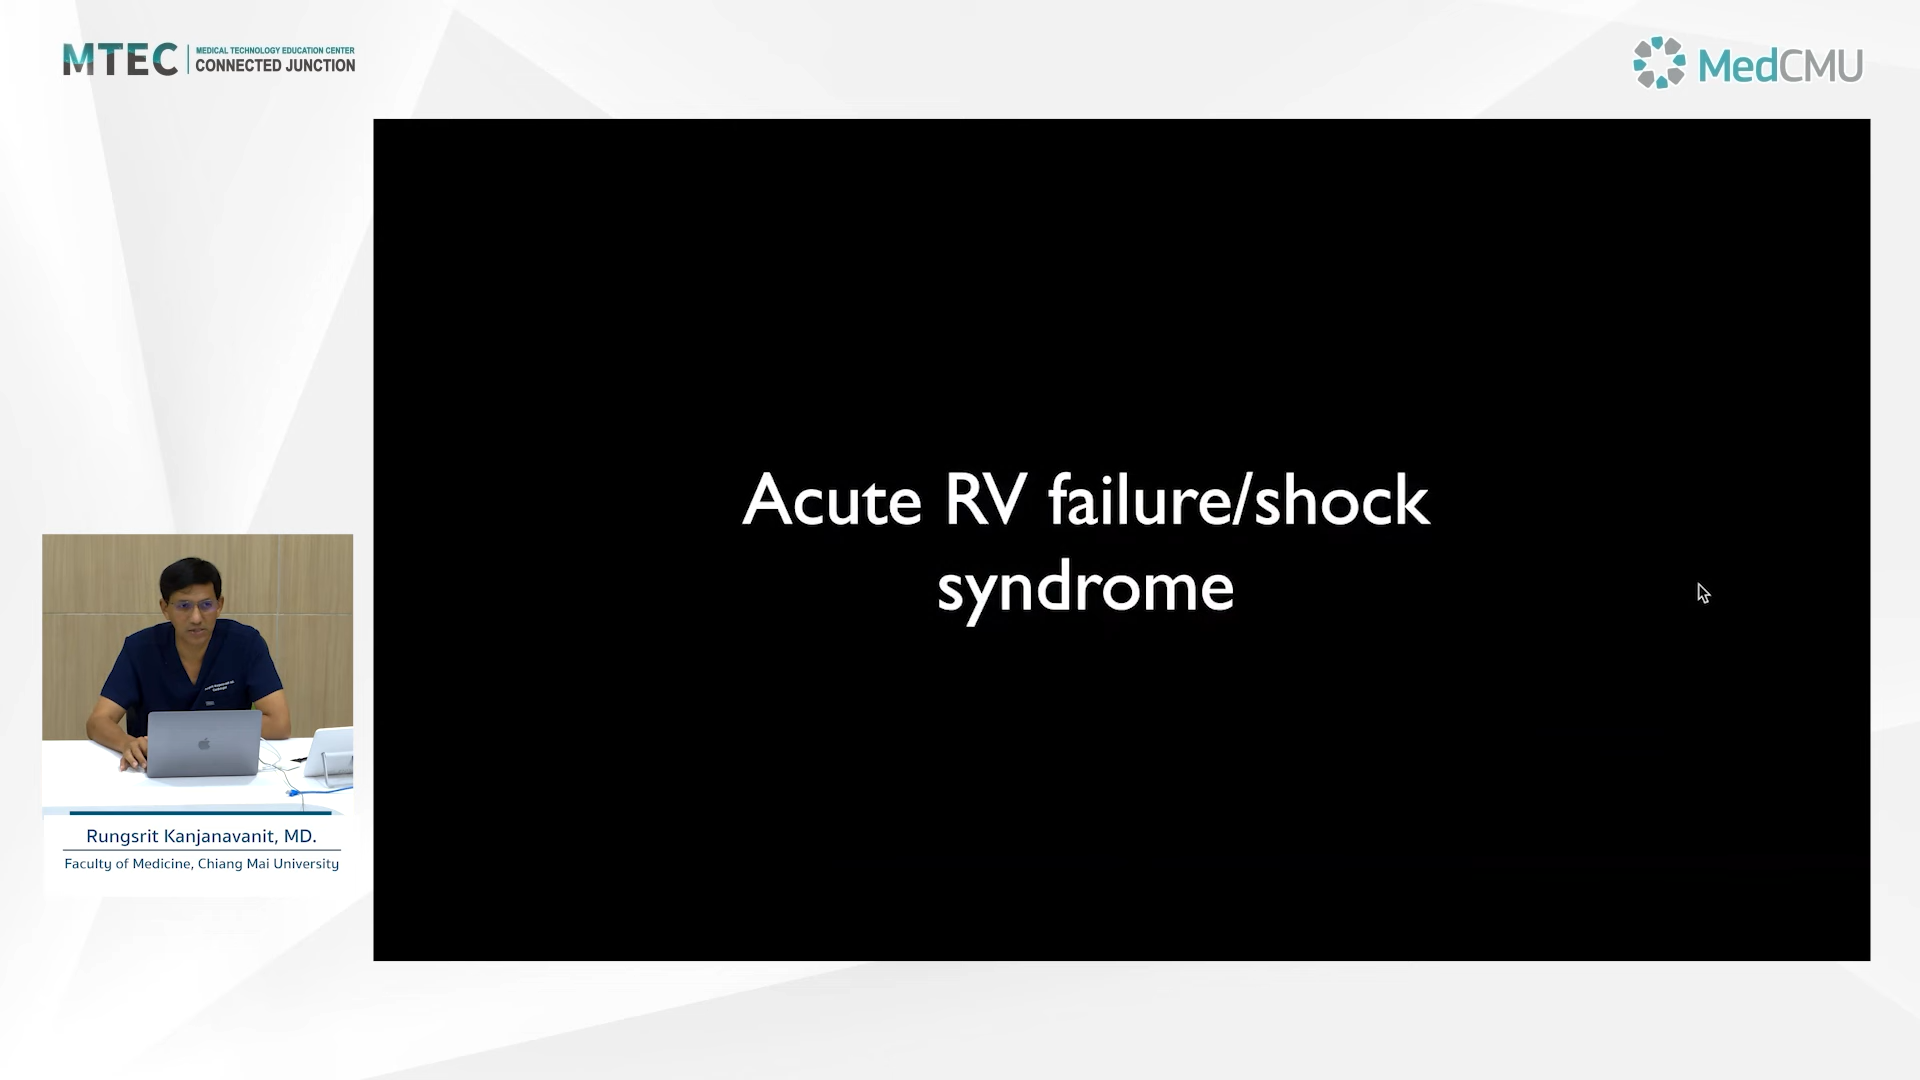 MTEC
MEDICAL TECHNOLOGY EDUCATION CENTER
CONNECTED JUNCTION
MedCMU
Acute RV failure/shock
syndrome
Rungsrit Kanjanavanit, MD.
Faculty of Medicine, Chiang Mai University